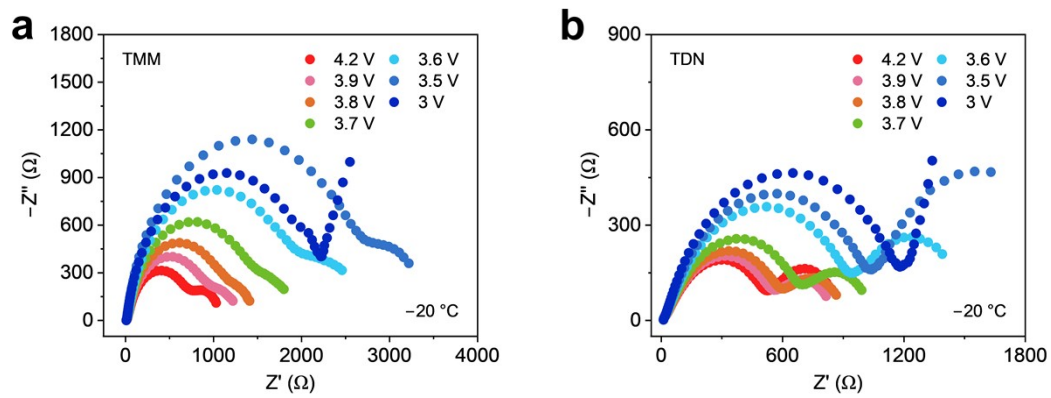 a
TMM
4.2 V
3.9 V
3.8 V
3.7 V
3.6 V
3.5 V
3 V
−20 °C
1800
1500
1200
900
600
300
0
−Z" (Ω)
0
1000
2000
3000
4000
Z' (Ω)
b
TDN
4.2 V
3.9 V
3.8 V
3.7 V
3.6 V
3.5 V
3 V
−20 °C
900
600
300
0
−Z" (Ω)
0
600
1200
1800
Z' (Ω)